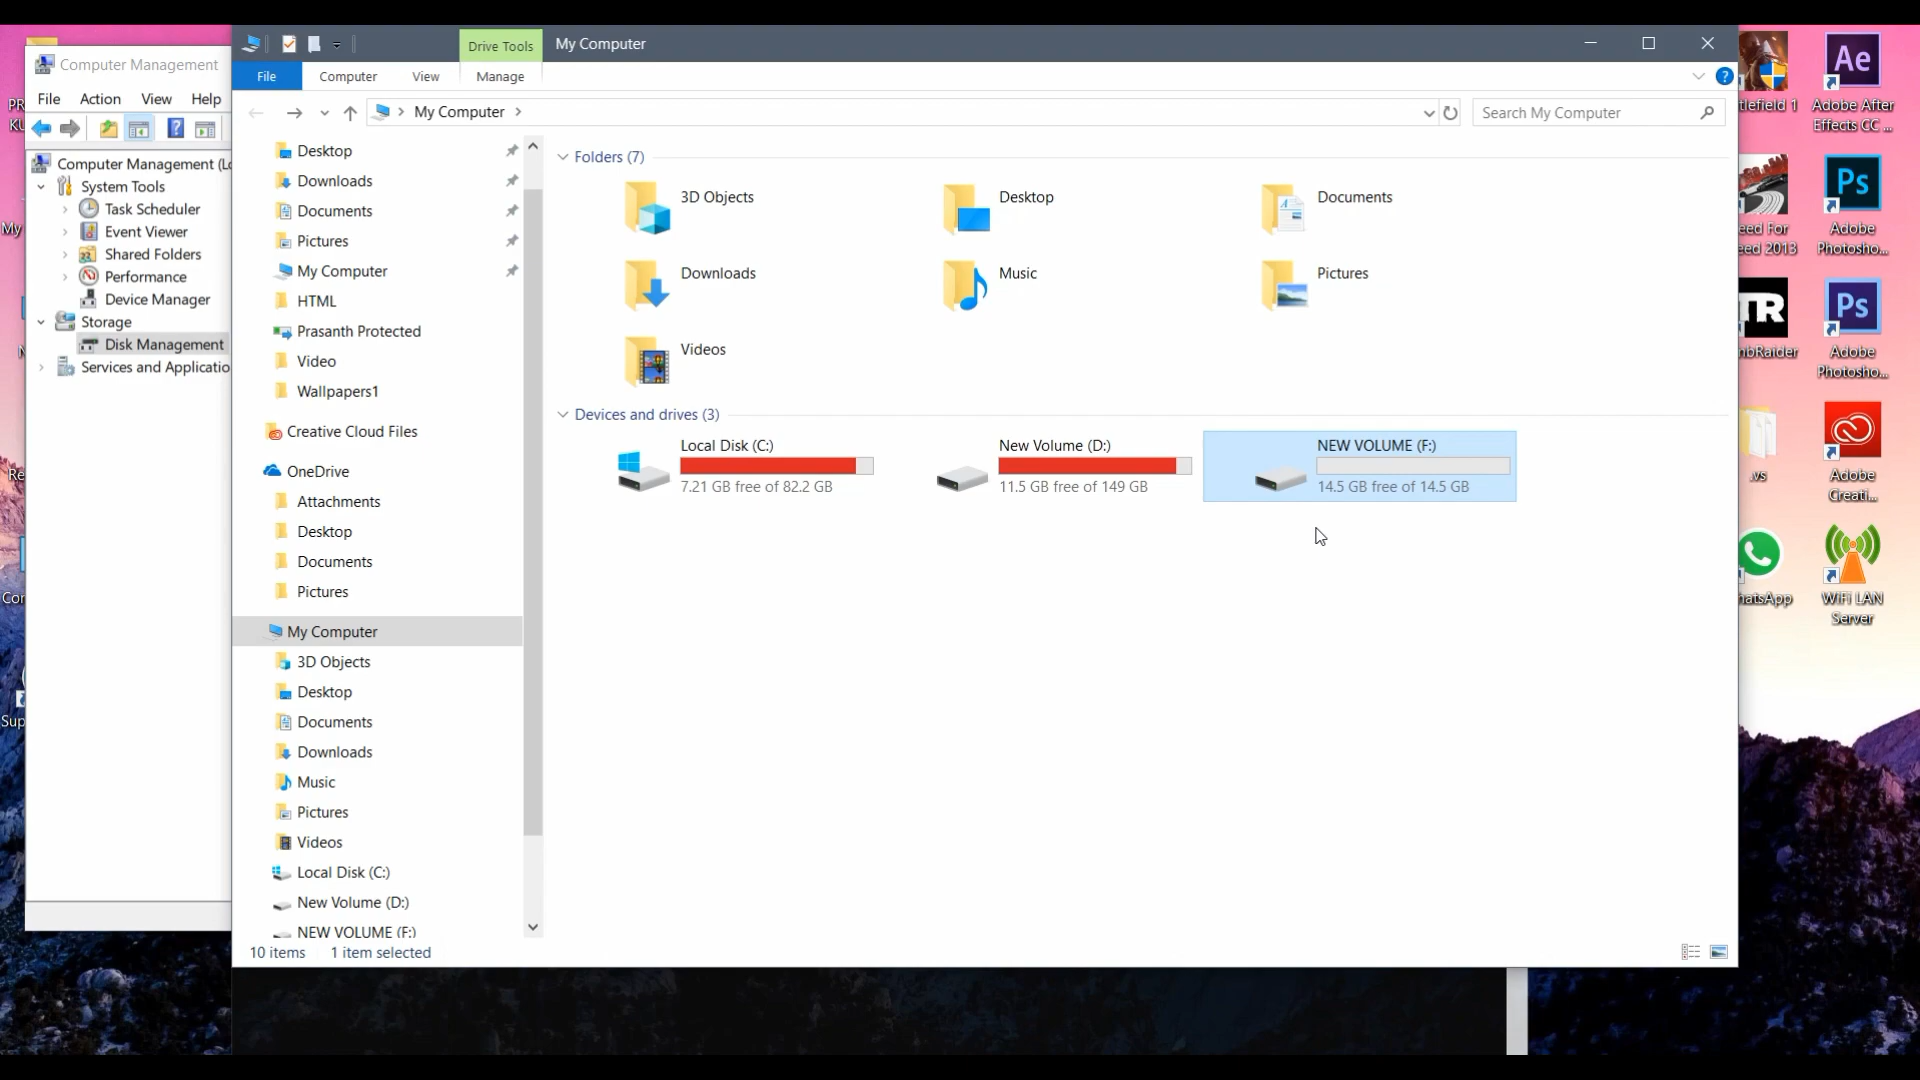 Computer Management
File Action View Help
Computer Management (Lo
System Tools
Task Scheduler
Event Viewer
Shared Folders
Performance
Device Manager
Storage
Disk Management
Services and Applicatio
Drive Tools
My Computer
File
Computer
View
Manage
My Computer
Search My Computer
Desktop
Downloads
Documents
Pictures
My Computer
HTML
Prasanth Protected
Video
Wallpapers1
Creative Cloud Files
OneDrive
Attachments
Desktop
Documents
Pictures
My Computer
3D Objects
Desktop
Documents
Downloads
Music
Pictures
Videos
Local Disk (C:)
New Volume (D:)
NEW VOLUME (F:)
Folders (7)
3D Objects
Desktop
Documents
Downloads
Music
Pictures
Videos
Devices and drives (3)
Local Disk (C:)
7.21 GB free of 82.2 GB
New Volume (D:)
11.5 GB free of 149 GB
NEW VOLUME (F:)
14.5 GB free of 14.5 GB
10 items 1 item selected
PR
KU
My
Re
Cor
Sup
tlefield 1
Ae
Adobe After
Effects CC ...
eed For
eed 2013
Ps
Adobe
Photosho...
TR
mbRaider
Ps
Adobe
Photosho...
.vs
Adobe
Creati...
hatsApp
WiFi LAN
Server